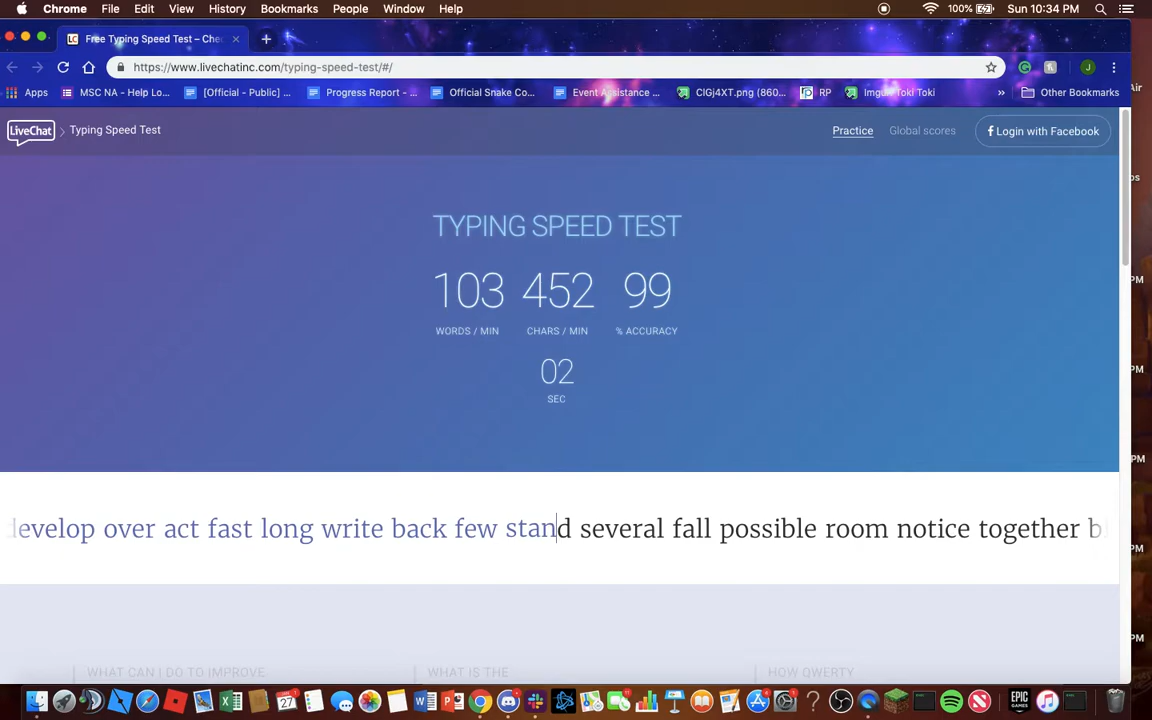 Chrome File Edit View History Bookmarks People Window Help 100% Sun 10:34 PM
Free Typing Speed Test – Che
https://www.livechatinc.com/typing-speed-test/#/
Apps MSC NA - Help Lo... [Official - Public] ... Progress Report - ... Official Snake Co... Event Assistance ... CIGj4XT.png (860... RP Imgur Toki Toki » Other Bookmarks
LiveChat Typing Speed Test Practice Global scores Login with Facebook
TYPING SPEED TEST
103 452 99
WORDS / MIN CHARS / MIN % ACCURACY
02
SEC
develop over act fast long write back few stand several fall possible room notice together
WHAT CAN I DO TO IMPROVE WHAT IS THE HOW QWERTY